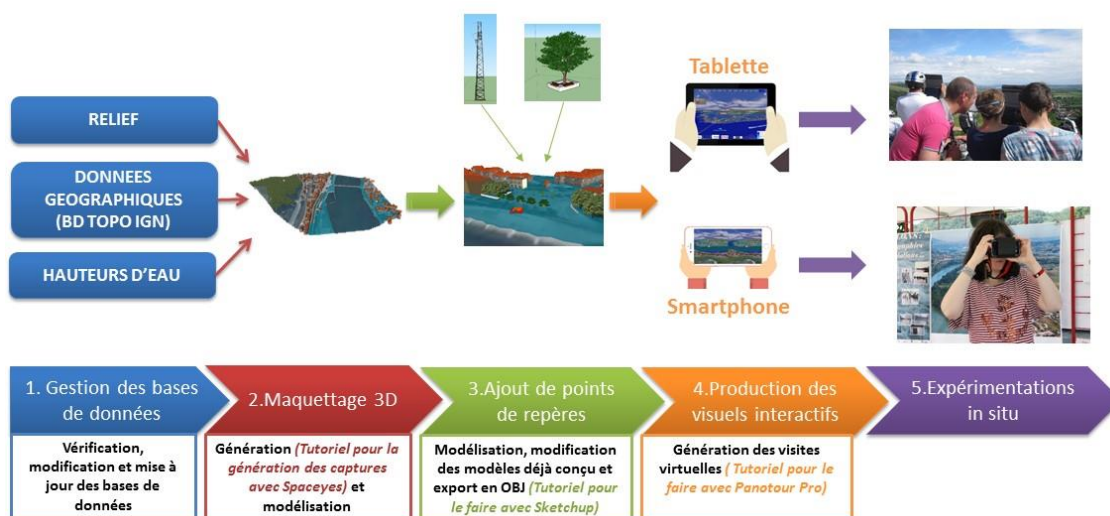 RELIEF
DONNEES
GEOGRAPHIQUES
(BD TOPO IGN)
HAUTEURS D'EAU
Tablette
Smartphone
1. Gestion des bases
de données
2.Maquettage 3D
3.Ajout de points
de repères
4.Production des
visuels interactifs
5.Expérimentations
in situ
Vérification,
modification et mise à
jour des bases de
données
Génération (Tutoriel pour la
génération des captures
avec Spaceyes) et
modélisation
Modélisation, modification
des modèles déjà conçu et
export en OBJ (Tutoriel pour
le faire avec Sketchup)
Génération des visites
virtuelles ( Tutoriel pour le
faire avec Panotour Pro)